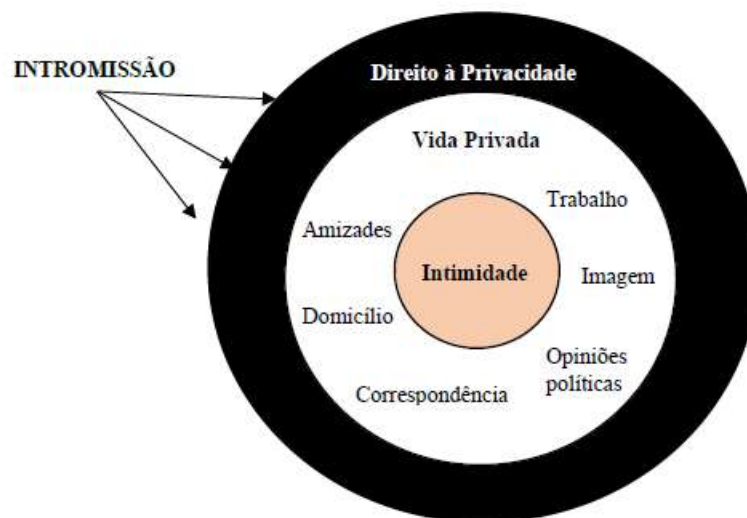 INTROMISSÃO
Direito à Privacidade
Vida Privada
Trabalho
Amizades
Intimidade
Imagem
Domicílio
Opiniões
políticas
Correspondência